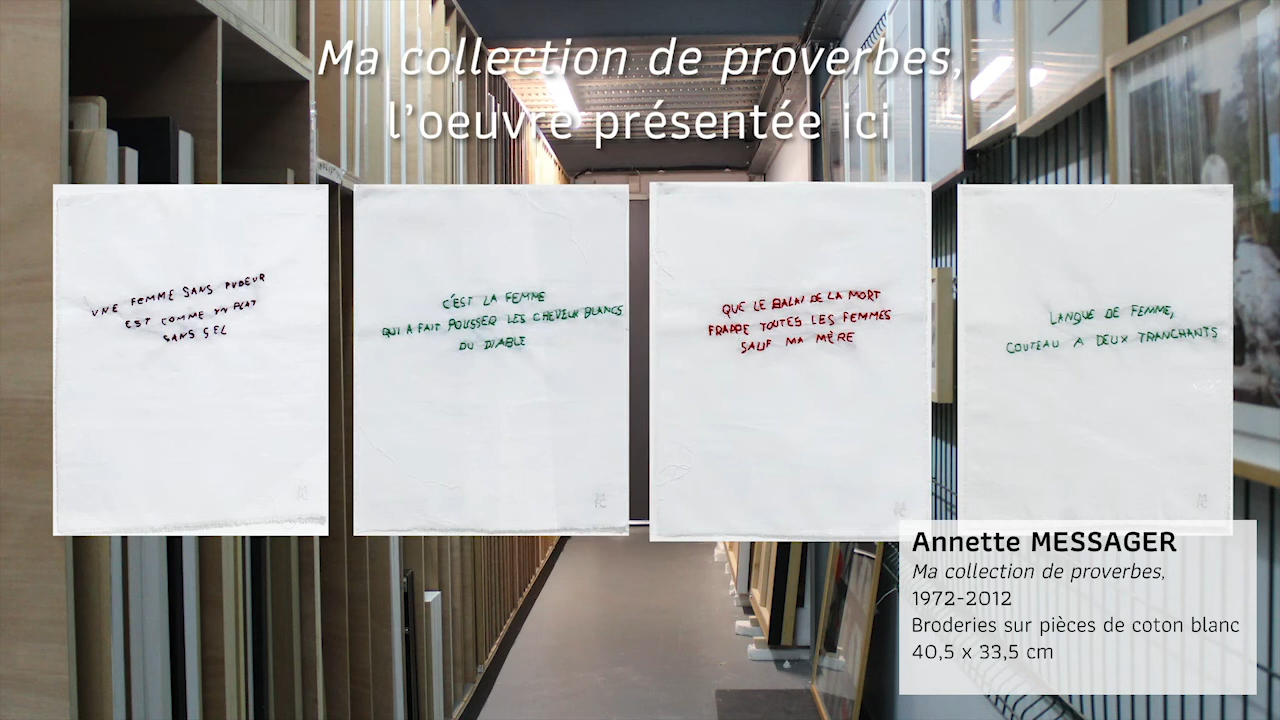 Ma collection de proverbes,
l'oeuvre présentée ici
UNE FEMME SANS PUDEUR
EST COMME UN PLAT
SANS SEL
C'EST LA FEMME
QUI A FAIT POUSSER LES CHEVEUX BLANCS
DU DIABLE
QUE LE BALAI DE LA MORT
FRAPPE TOUTES LES FEMMES
SAUF MA MÈRE
LANGUE DE FEMME,
COUTEAU A DEUX TRANCHANTS
Annette MESSAGER
Ma collection de proverbes,
1972-2012
Broderies sur pièces de coton blanc
40,5 x 33,5 cm